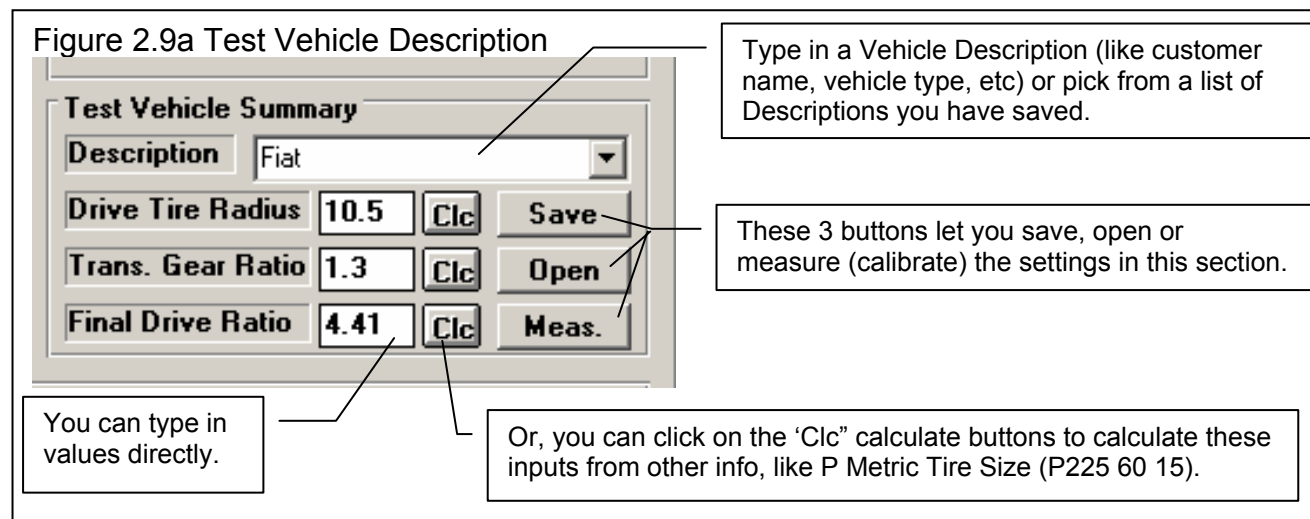 Figure 2.9a Test Vehicle Description
Type in a Vehicle Description (like customer
name, vehicle type, etc) or pick from a list of
Descriptions you have saved.
Test Vehicle Summary
Description Fiat
Drive Tire Radius 10.5 Clc Save
Trans. Gear Ratio 1.3 Clc Open
Final Drive Ratio 4.41 Clc Meas.
These 3 buttons let you save, open or
measure (calibrate) the settings in this section.
You can type in
values directly.
Or, you can click on the ‘Clc” calculate buttons to calculate these
inputs from other info, like P Metric Tire Size (P225 60 15).